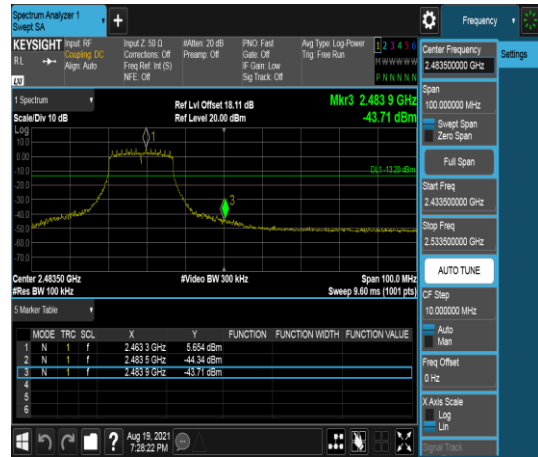 Spectrum Analyzer 1
Swept SA
+
Frequency
KEYSIGHT
RL
LXI
Input: RF
Coupling: DC
Align: Auto
Input Z: 50 Ω
Corrections: Off
Freq Ref: Int (S)
NFE: Off
#Atten: 20 dB
Preamp: Off
PNO: Fast
Gate: Off
IF Gain: Low
Sig Track: Off
Avg Type: Log-Power
Trig: Free Run
1 2 3 4 5 6
M W W W W W
P N N N N N
1 Spectrum
Scale/Div 10 dB
Ref Lvl Offset 18.11 dB
Ref Level 20.00 dBm
Mkr3 2.483 9 GHz
-43.71 dBm
Log
10.0
0.00
-10.0
-20.0
-30.0
-40.0
-50.0
-60.0
-70.0
1
3
DL1 -13.20 dBm
Center 2.48350 GHz
#Res BW 100 kHz
#Video BW 300 kHz
Span 100.0 MHz
Sweep 9.60 ms (1001 pts)
5 Marker Table
MODE TRC SCL X Y FUNCTION FUNCTION WIDTH FUNCTION VALUE
1 N 1 f 2.463 3 GHz 5.654 dBm
2 N 1 f 2.483 5 GHz -44.34 dBm
3 N 1 f 2.483 9 GHz -43.71 dBm
4
5
6
?
Aug 19, 2021
7:28:22 PM
Center Frequency
2.483500000 GHz
Span
100.000000 MHz
Swept Span
Zero Span
Full Span
Start Freq
2.433500000 GHz
Stop Freq
2.533500000 GHz
AUTO TUNE
CF Step
10.000000 MHz
Auto
Man
Freq Offset
0 Hz
X Axis Scale
Log
Lin
Signal Track
Settings